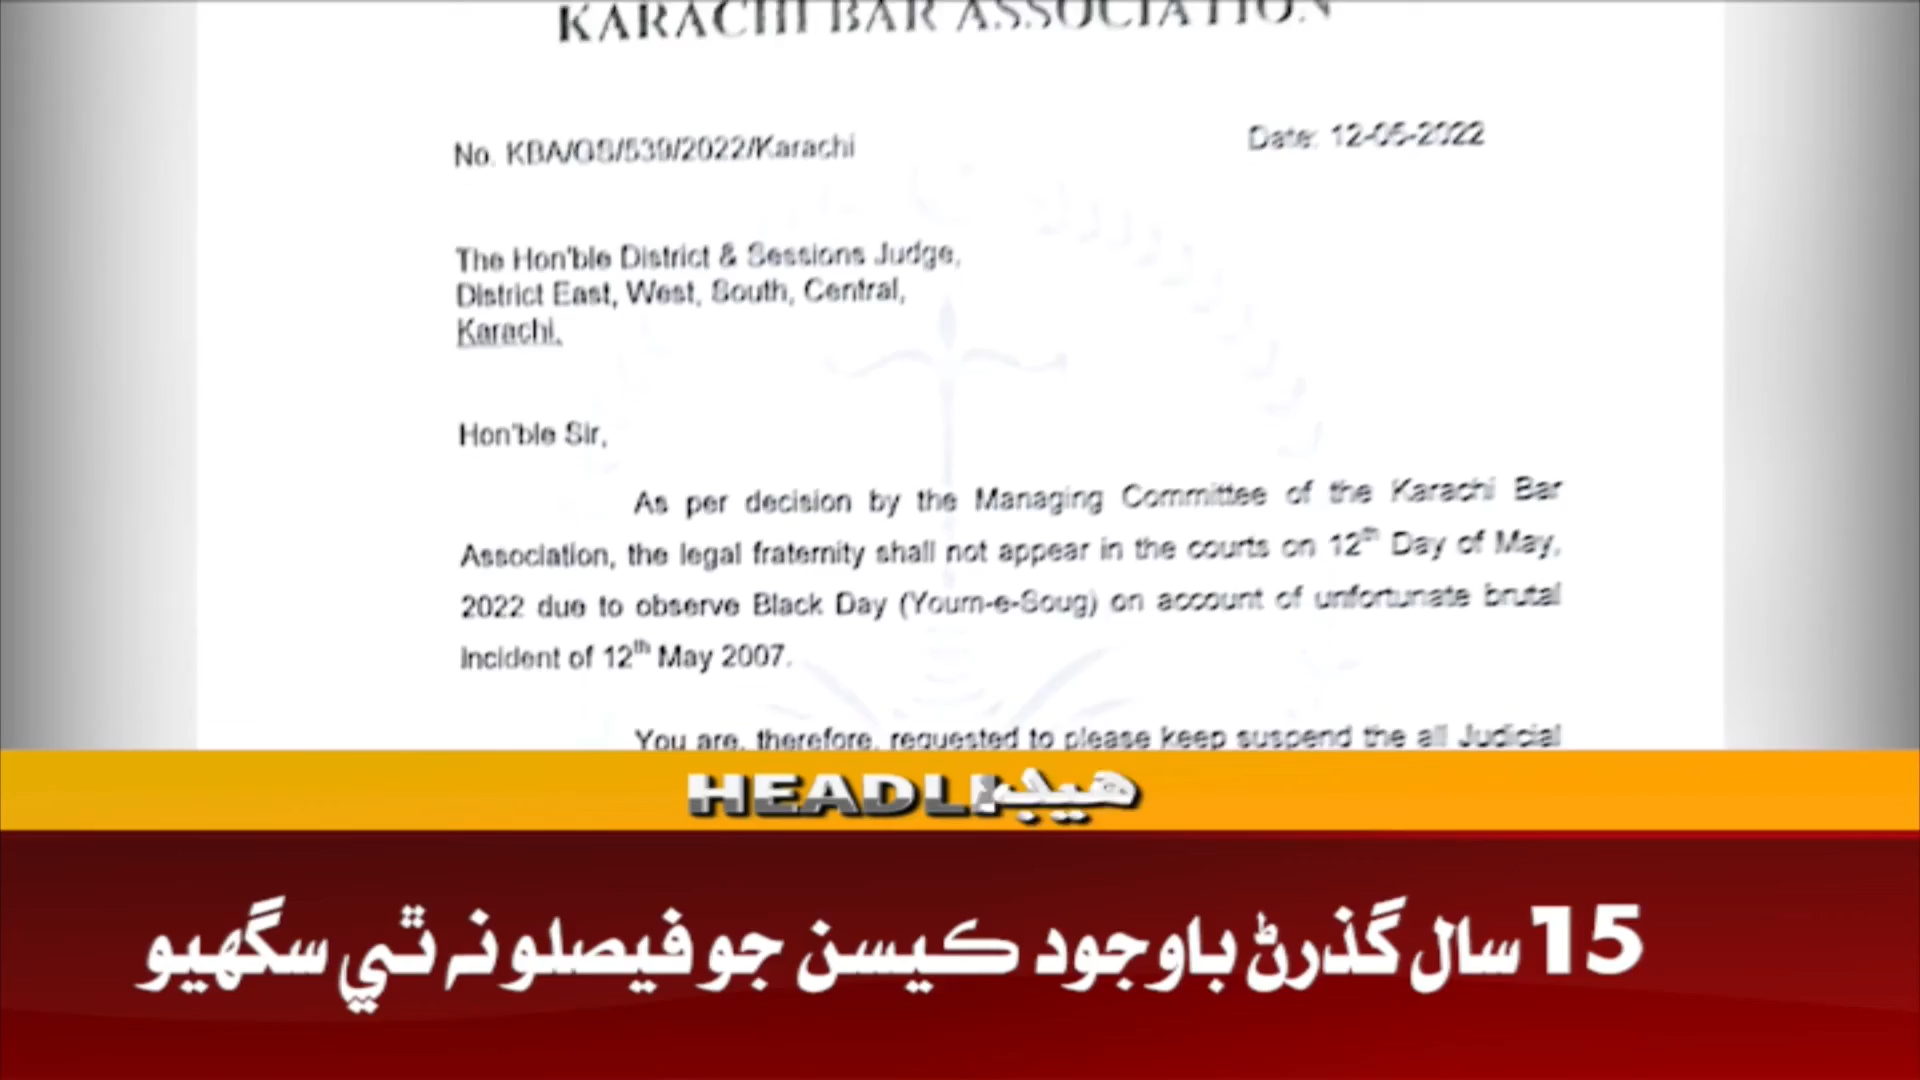 KARACHI BAR ASSOCIATION
No. KBA/GS/539/2022/Karachi
Date: 12-05-2022
The Hon'ble District & Sessions Judge,
District East, West, South, Central,
Karachi.
Hon'ble Sir,
As per decision by the Managing Committee of the Karachi Bar
Association, the legal fraternity shall not appear in the courts on 12th Day of May,
2022 due to observe Black Day (Youm-e-Soug) on account of unfortunate brutal
Incident of 12th May 2007.
You are, therefore, requested to please keep suspend the all Judicial
HEADLI
15 سال گذرڻ باوجود ڪيسن جو فيصلو نہ ٿي سگهيو